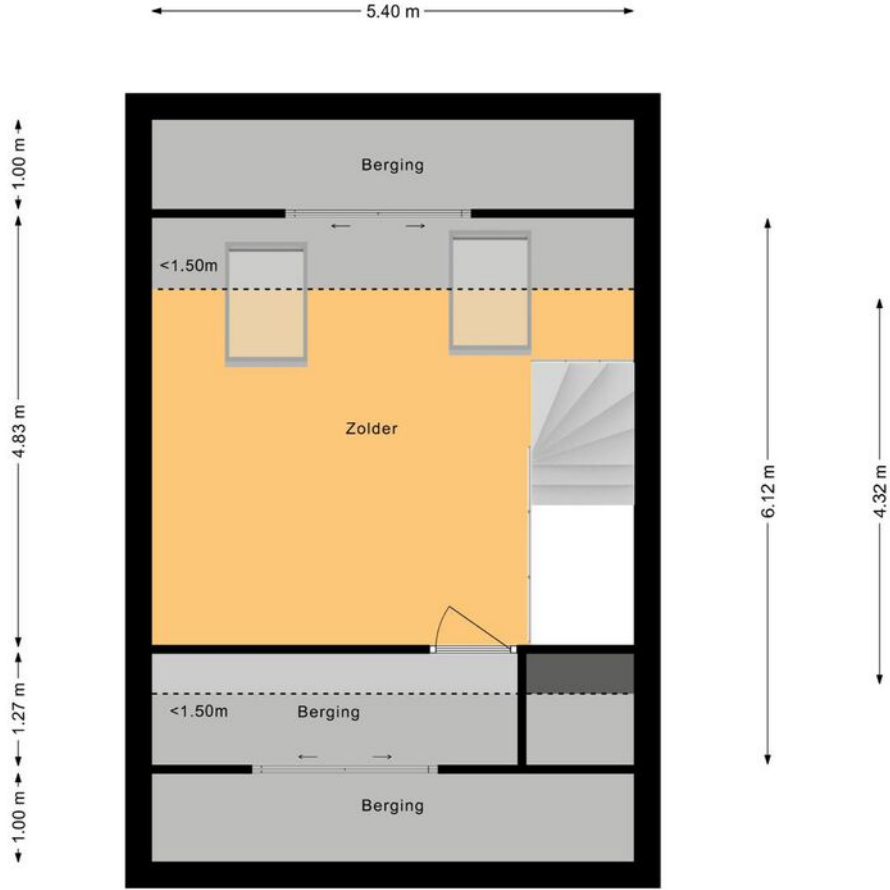 5.40 m
1.00 m
Berging
<1.50m
4.83 m
Zolder
6.12 m
4.32 m
1.27 m
<1.50m
Berging
1.00 m
Berging